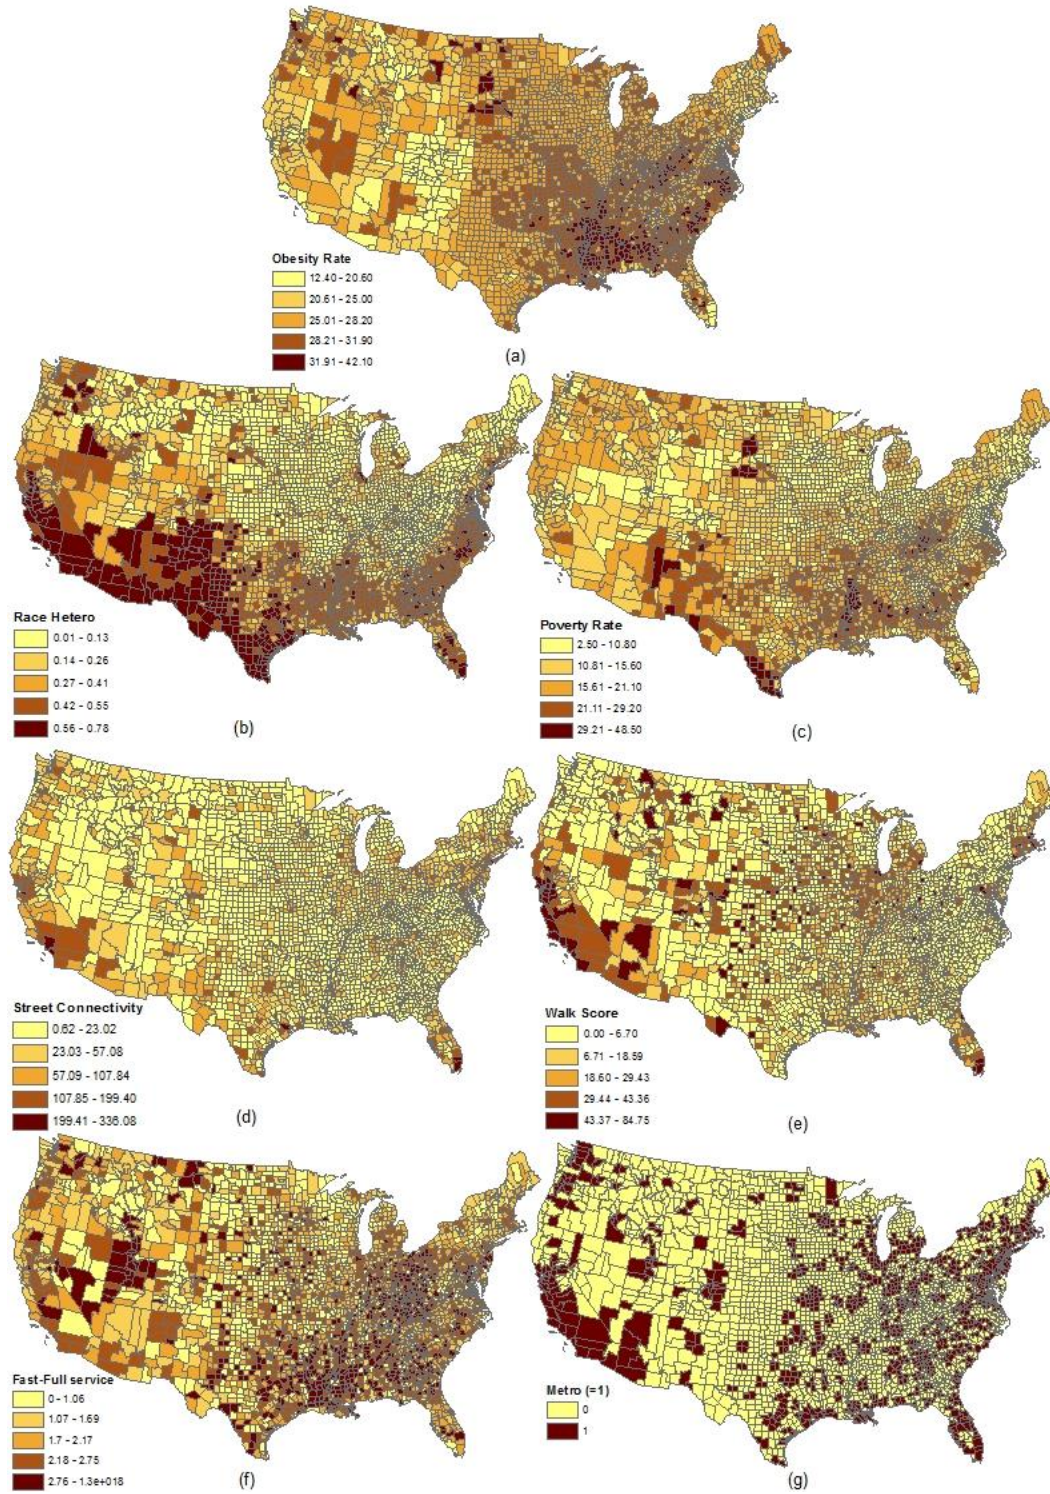 Obesity Rate
12.40 - 20.60
20.61 - 25.00
25.01 - 28.20
28.21 - 31.90
31.91 - 42.10
(a)
Race Hetero
0.01 - 0.13
0.14 - 0.26
0.27 - 0.41
0.42 - 0.55
0.56 - 0.78
(b)
Poverty Rate
2.50 - 10.80
10.81 - 15.60
15.61 - 21.10
21.11 - 29.20
29.21 - 48.50
(c)
Street Connectivity
0.62 - 23.02
23.03 - 57.08
57.09 - 107.84
107.85 - 199.40
199.41 - 336.08
(d)
Walk Score
0.00 - 6.70
6.71 - 18.59
18.60 - 29.43
29.44 - 43.36
43.37 - 84.75
(e)
Fast-Full service
0 - 1.06
1.07 - 1.69
1.7 - 2.17
2.18 - 2.75
2.76 - 1.3e+018
(f)
Metro (=1)
0
1
(g)